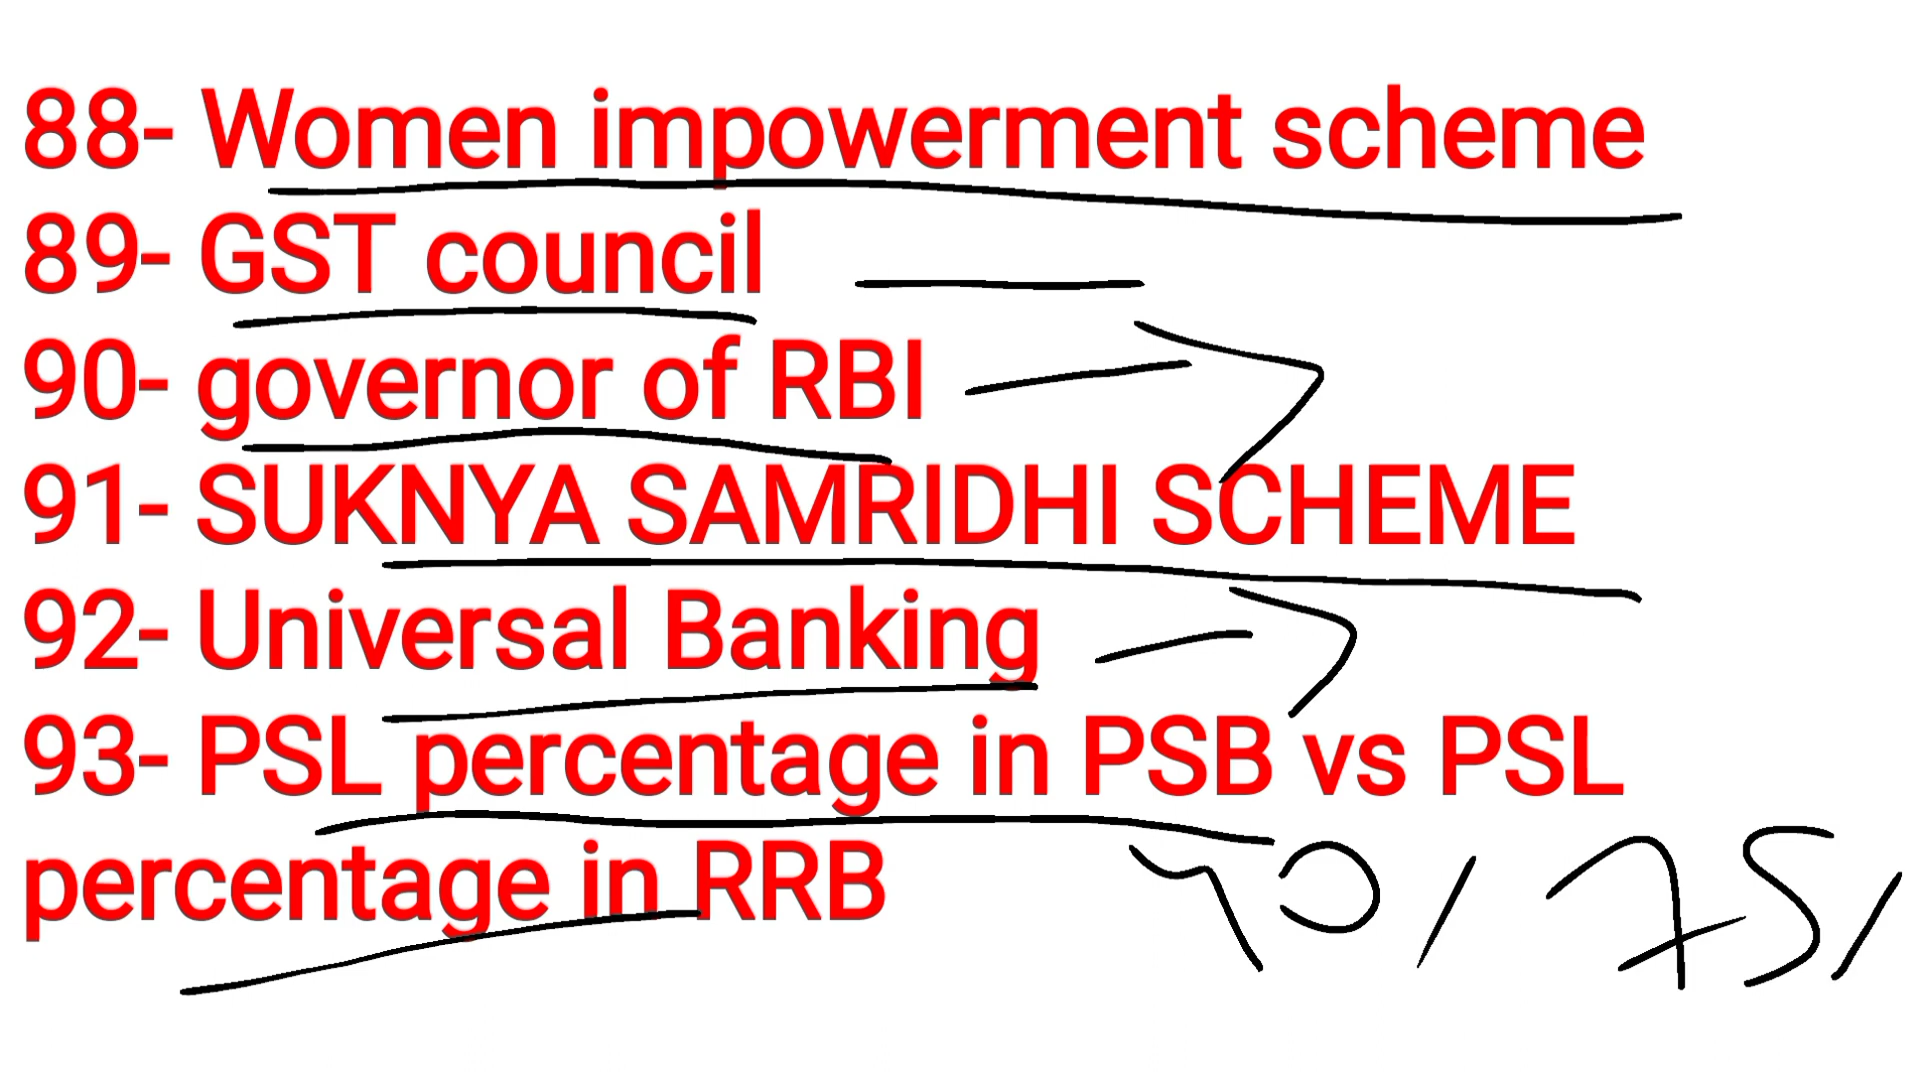 88- Women impowerment scheme
89- GST council
90- governor of RBI
91- SUKNYA SAMRIDHI SCHEME
92- Universal Banking
93- PSL percentage in PSB vs PSL
percentage in RRB
40/ 75/